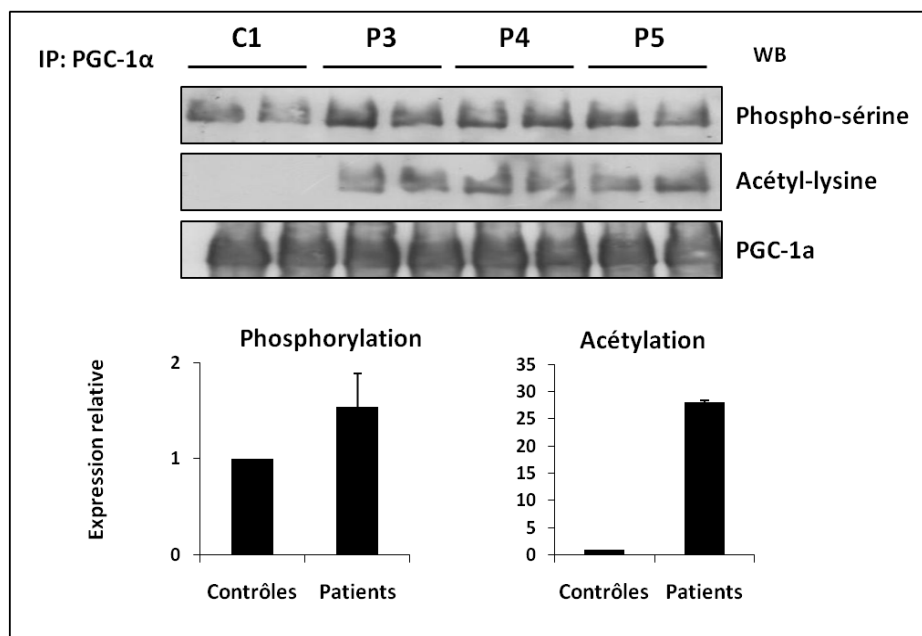 IP: PGC-1α C1 P3 P4 P5 WB
Phospho-sérine
Acétyl-lysine
PGC-1a
Phosphorylation
Expression relative
2
1
0
Contrôles Patients
Acétylation
35
30
25
20
15
10
5
0
Contrôles Patients